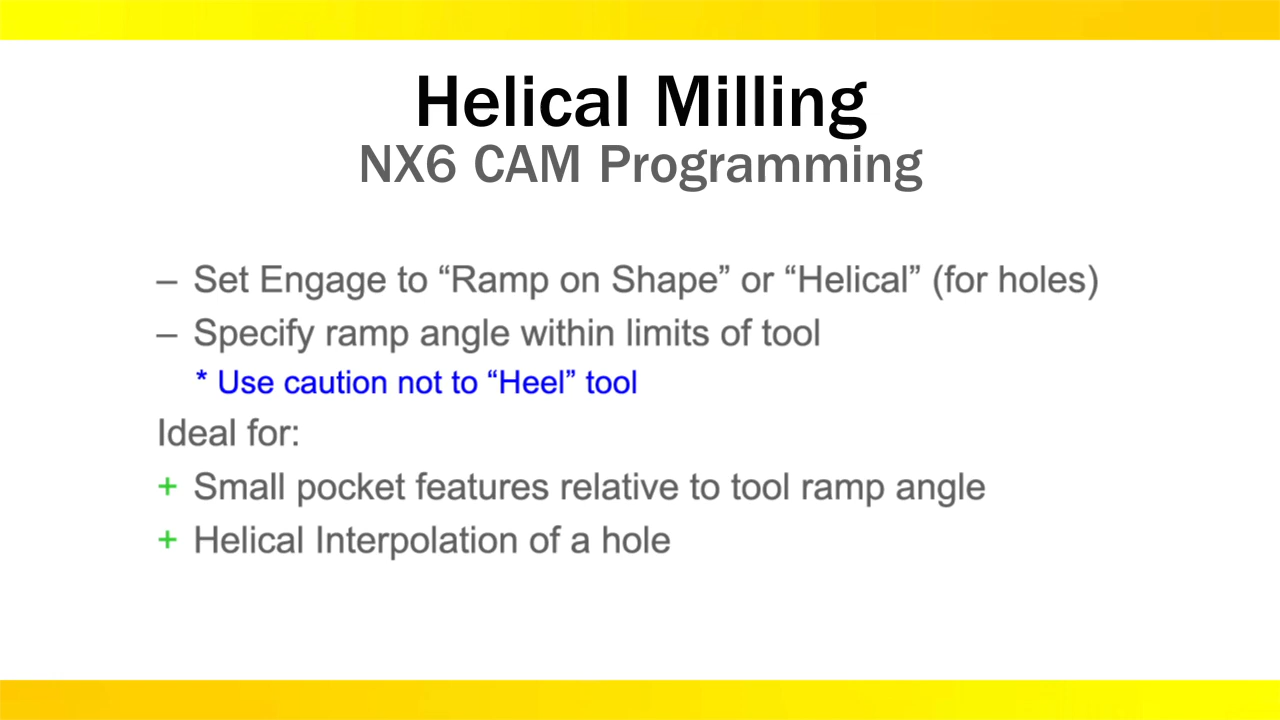 Helical Milling
NX6 CAM Programming
– Set Engage to “Ramp on Shape” or “Helical” (for holes)
– Specify ramp angle within limits of tool
* Use caution not to “Heel” tool
Ideal for:
+ Small pocket features relative to tool ramp angle
+ Helical Interpolation of a hole